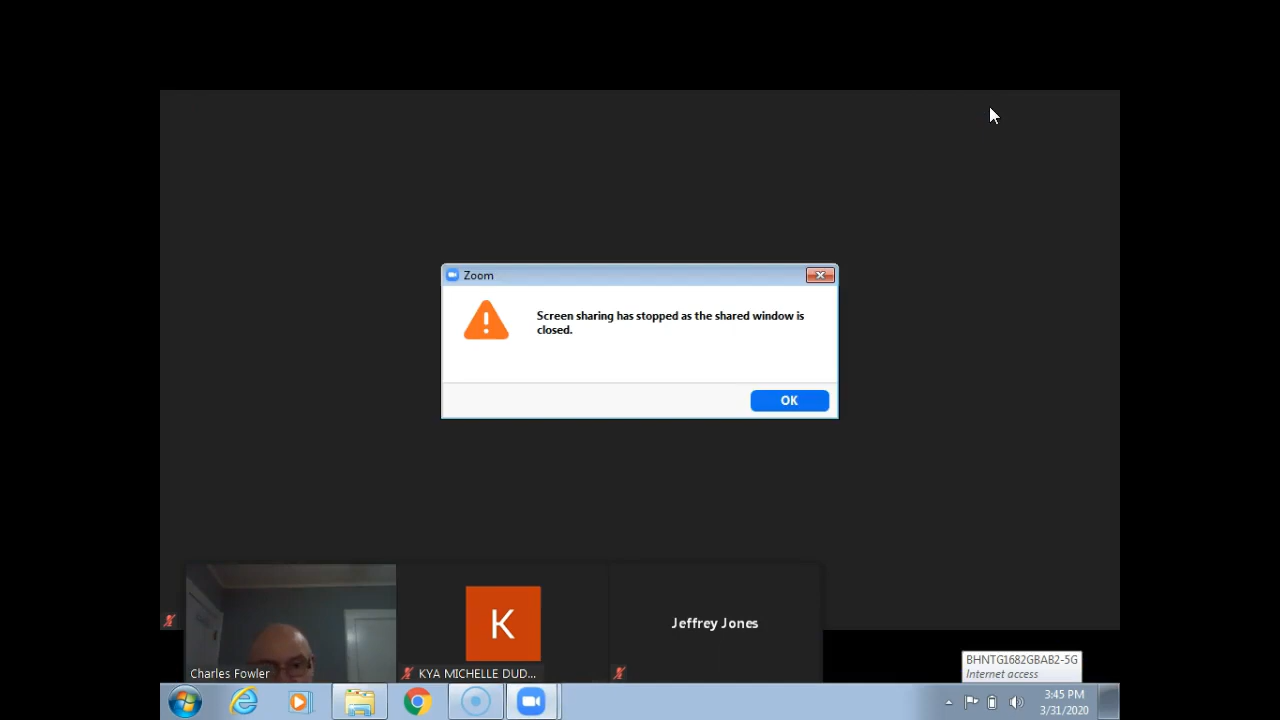 Zoom
Screen sharing has stopped as the shared window is
closed.
OK
K
Jeffrey Jones
Charles Fowler
KYA MICHELLE DUD...
BHNTG1682GBAB2-5G
Internet access
3:45 PM
3/31/2020